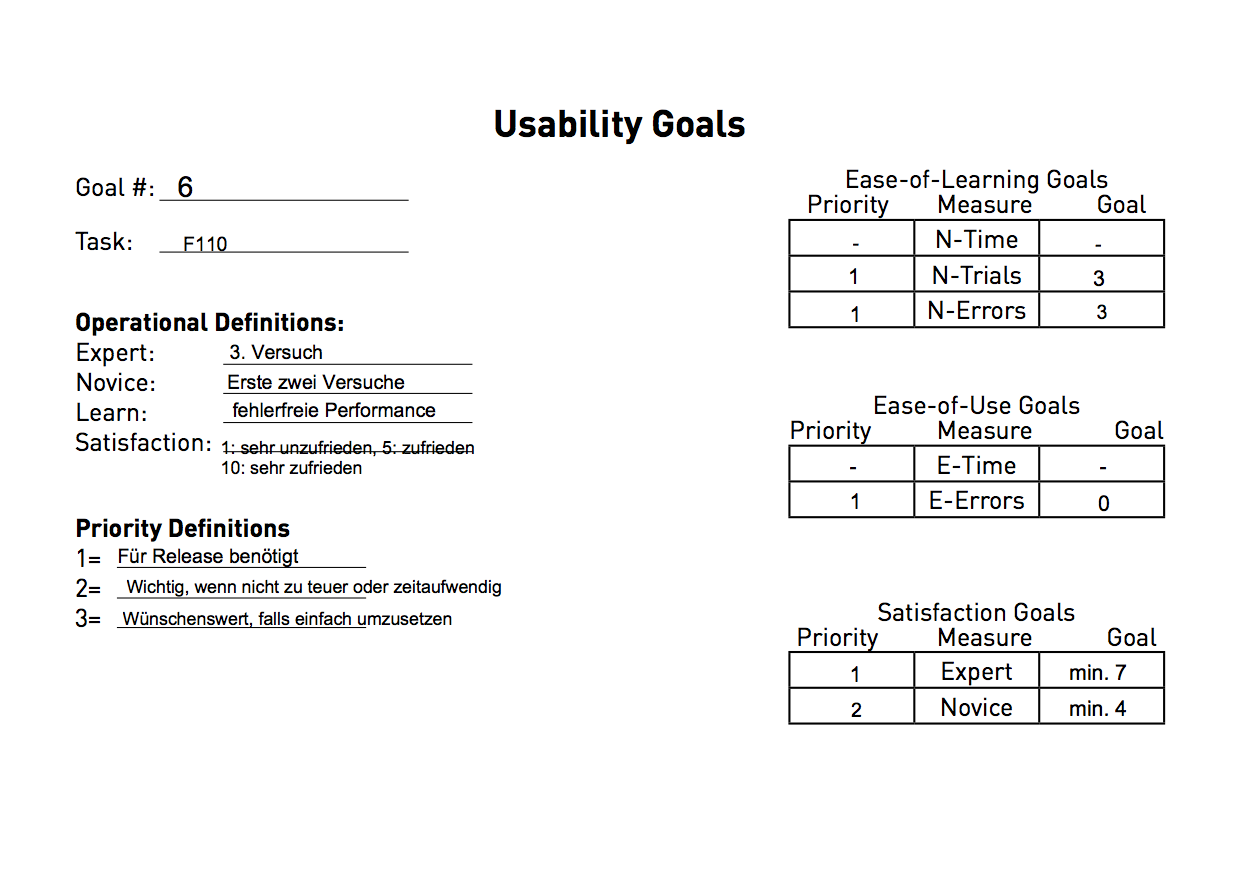 Usability Goals
Goal #: 6
Task: F110
Operational Definitions:
Expert: 3. Versuch
Novice: Erste zwei Versuche
Learn: fehlerfreie Performance
Satisfaction: 1: sehr unzufrieden, 5: zufrieden
10: sehr zufrieden
Priority Definitions
1= Für Release benötigt
2= Wichtig, wenn nicht zu teuer oder zeitaufwendig
3= Wünschenswert, falls einfach umzusetzen
Ease-of-Learning Goals
Priority Measure Goal
- N-Time -
1 N-Trials 3
1 N-Errors 3
Ease-of-Use Goals
Priority Measure Goal
- E-Time -
1 E-Errors 0
Satisfaction Goals
Priority Measure Goal
1 Expert min. 7
2 Novice min. 4